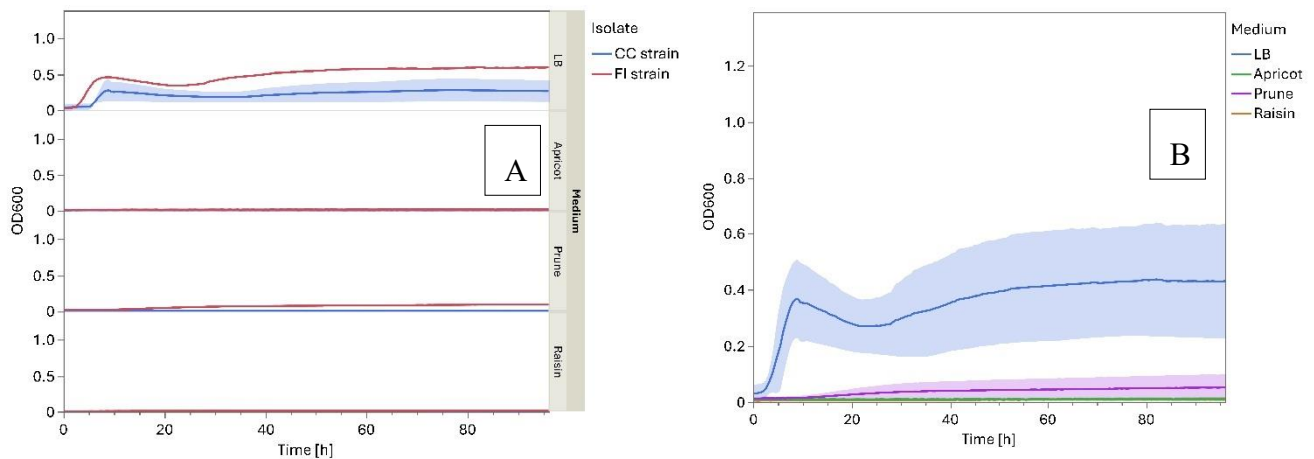 OD600
1.0
0.5
0
1.0
0.5
0
1.0
0.5
0
1.0
0.5
0
0 20 40 60 80
Time [h]
LB
Apricot
Prune
Raisin
Medium
A
Isolate
CC strain
FI strain
OD600
1.2
1.0
0.8
0.6
0.4
0.2
0
0 20 40 60 80
Time [h]
B
Medium
LB
Apricot
Prune
Raisin